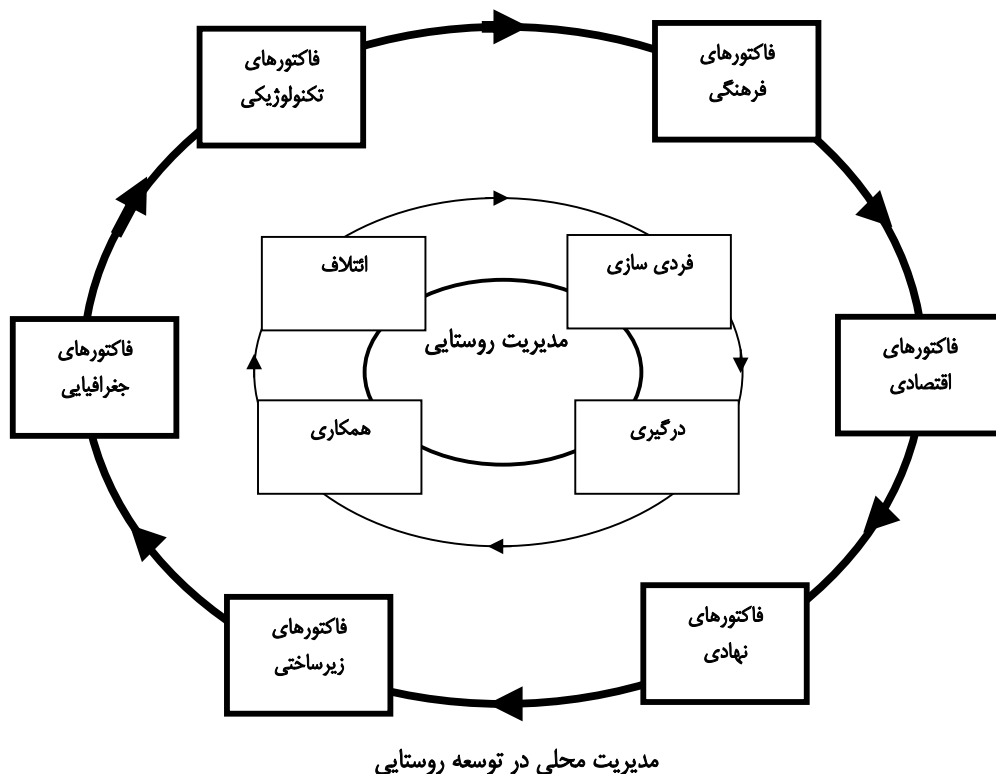 فاکتورهای
فرهنگی
فاکتورهای
تکنولوژیکی
فردی سازی
ائتلاف
مدیریت روستایی
فاکتورهای
اقتصادی
فاکتورهای
جغرافیایی
درگیری
همکاری
فاکتورهای
نهادی
فاکتورهای
زیرساختی
مدیریت محلی در توسعه روستایی